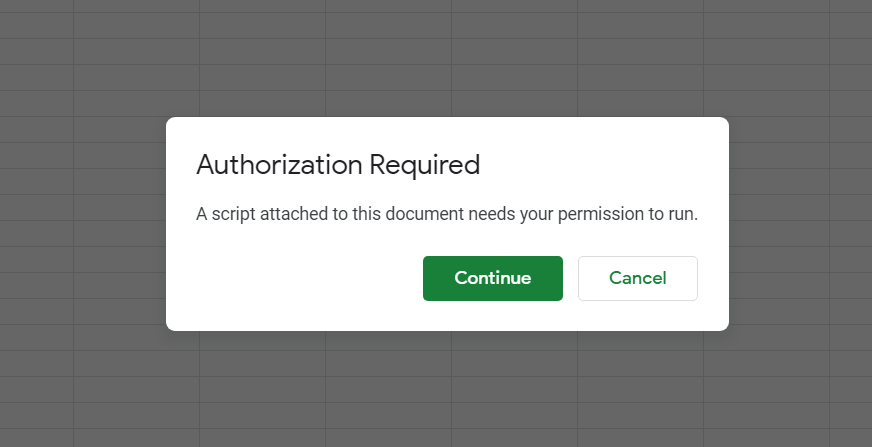 Authorization Required
A script attached to this document needs your permission to run.
Continue
Cancel